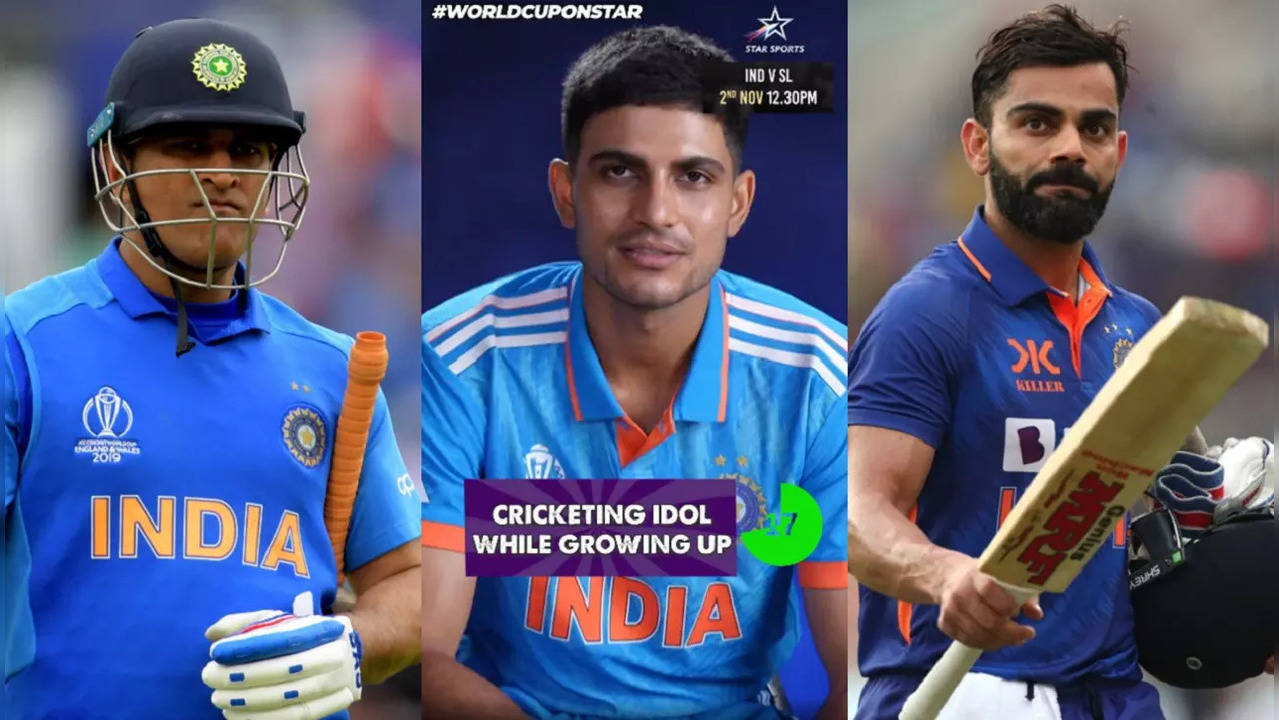 #WORLDCUPONSTAR
STAR SPORTS
IND V SL
2ND NOV 12.30PM
ICC CRICKET WORLD CUP
ENGLAND & WALES
2019
INDIA
CRICKETING IDOL
WHILE GROWING UP
INDIA
KILLER
B
MRF
Genius
SHREY